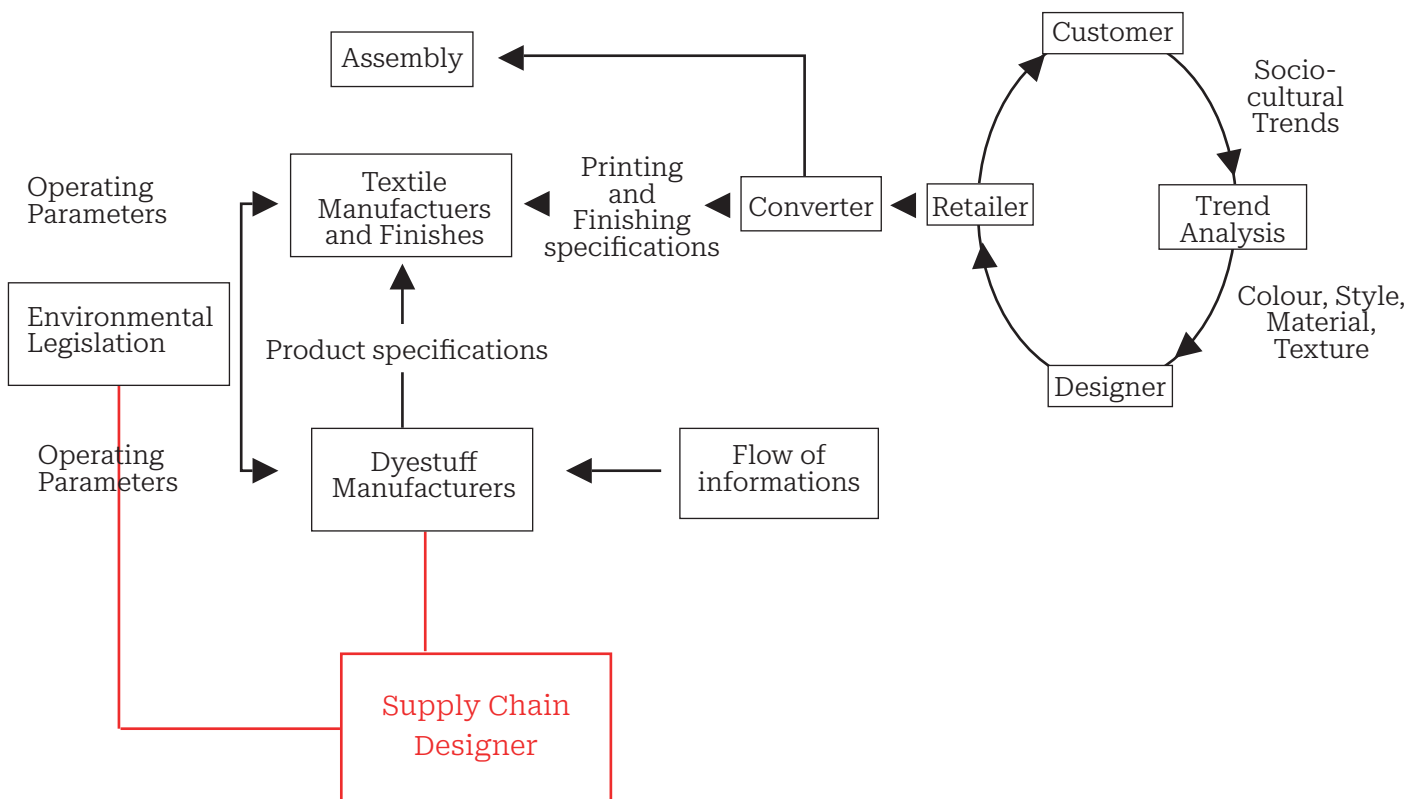 Customer
Assembly
Socio-
cultural
Trends
Operating
Parameters
Textile
Manufactuers
and Finishes
Printing
and
Finishing
specifications
Converter
Retailer
Trend
Analysis
Environmental
Legislation
Product specifications
Colour, Style,
Material,
Texture
Designer
Operating
Parameters
Dyestuff
Manufacturers
Flow of
informations
Supply Chain
Designer